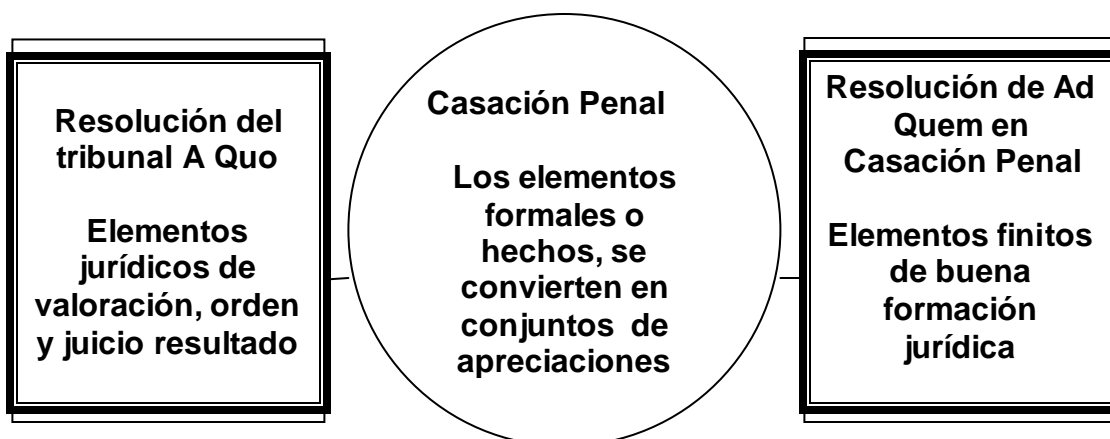 Resolución del
tribunal A Quo
Elementos
jurídicos de
valoración, orden
y juicio resultado
Casación Penal
Los elementos
formales o
hechos, se
convierten en
conjuntos de
apreciaciones
Resolución de Ad
Quem en
Casación Penal
Elementos finitos
de buena
formación
jurídica